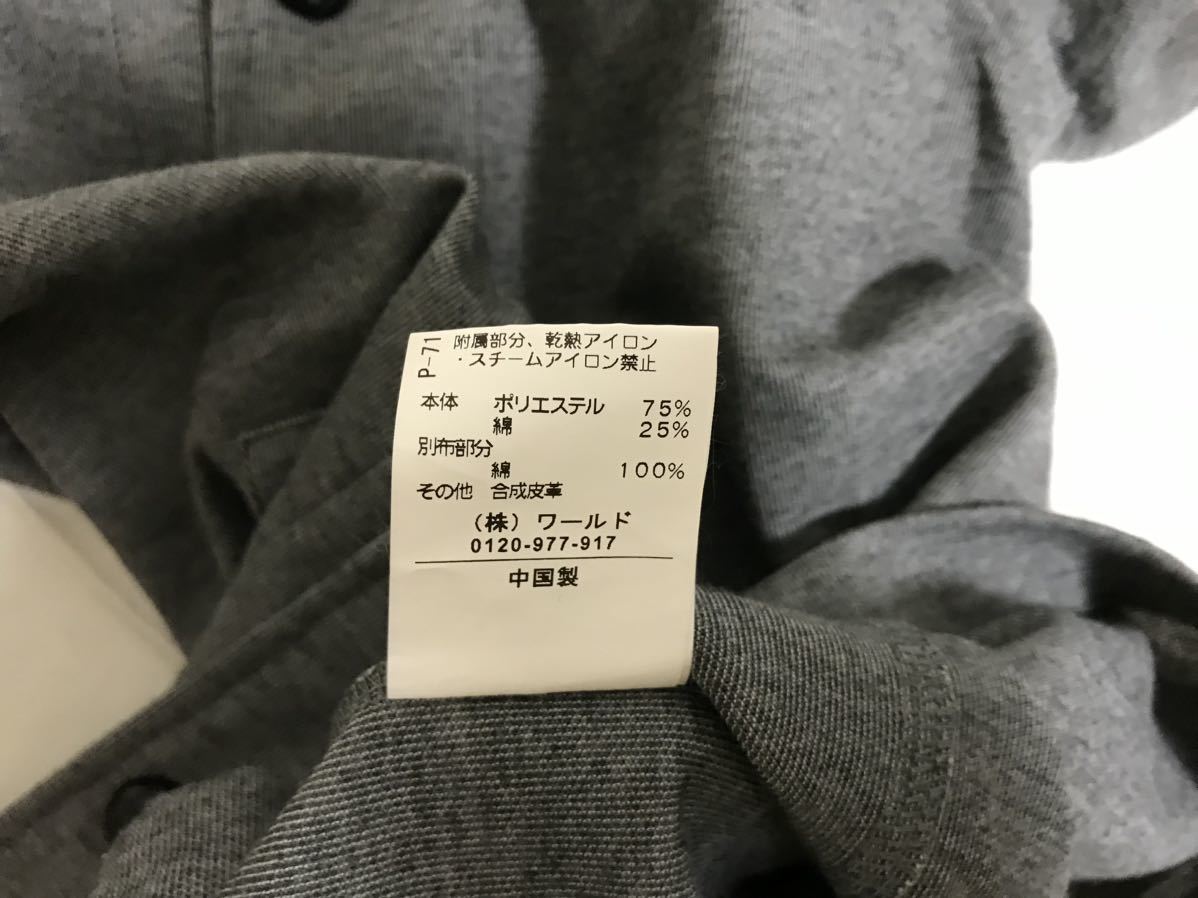 P-71
附属部分、乾熱アイロン
・スチームアイロン禁止
本体 ポリエステル 75%
綿 25%
別布部分
綿 100%
その他 合成皮革
（株）ワールド
0120-977-917
中国製